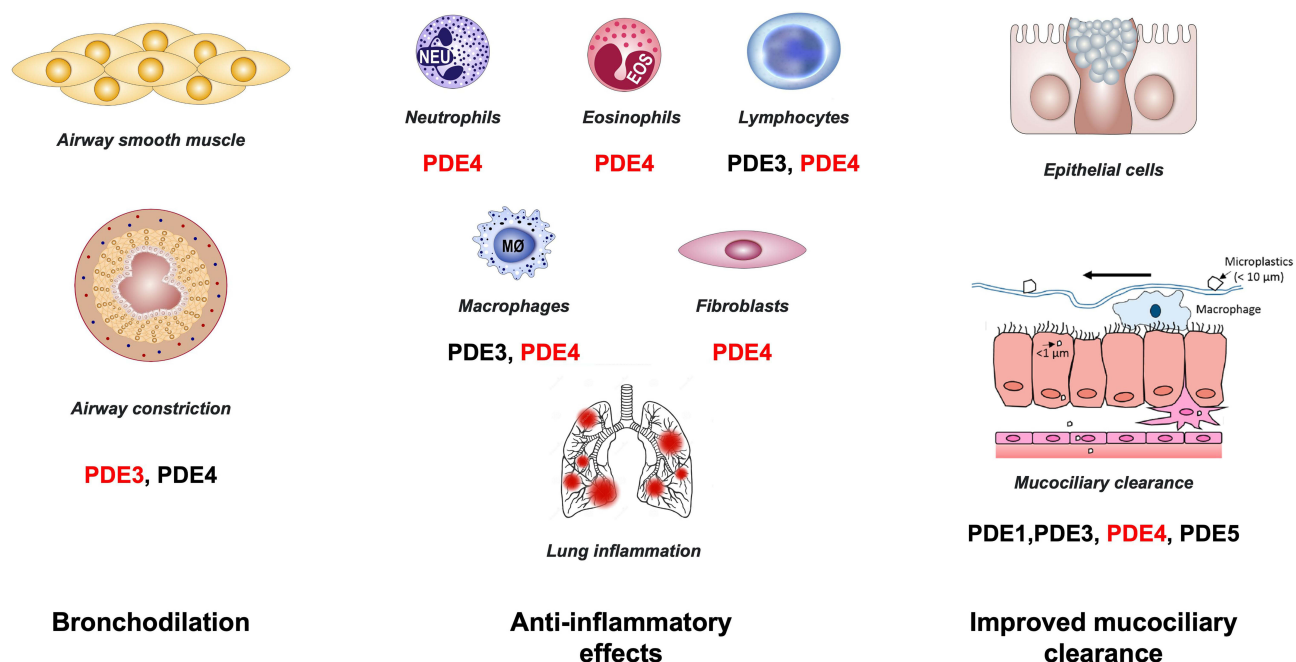 Airway smooth muscle
Airway constriction
PDE3, PDE4
Bronchodilation
NEU
Neutrophils
PDE4
EOS
Eosinophils
PDE4
Lymphocytes
PDE3, PDE4
MØ
Macrophages
PDE3, PDE4
Fibroblasts
PDE4
Lung inflammation
Anti-inflammatory
effects
Epithelial cells
Microplastics
(< 10 µm)
Macrophage
<1 µm
Mucociliary clearance
PDE1,PDE3, PDE4, PDE5
Improved mucociliary
clearance